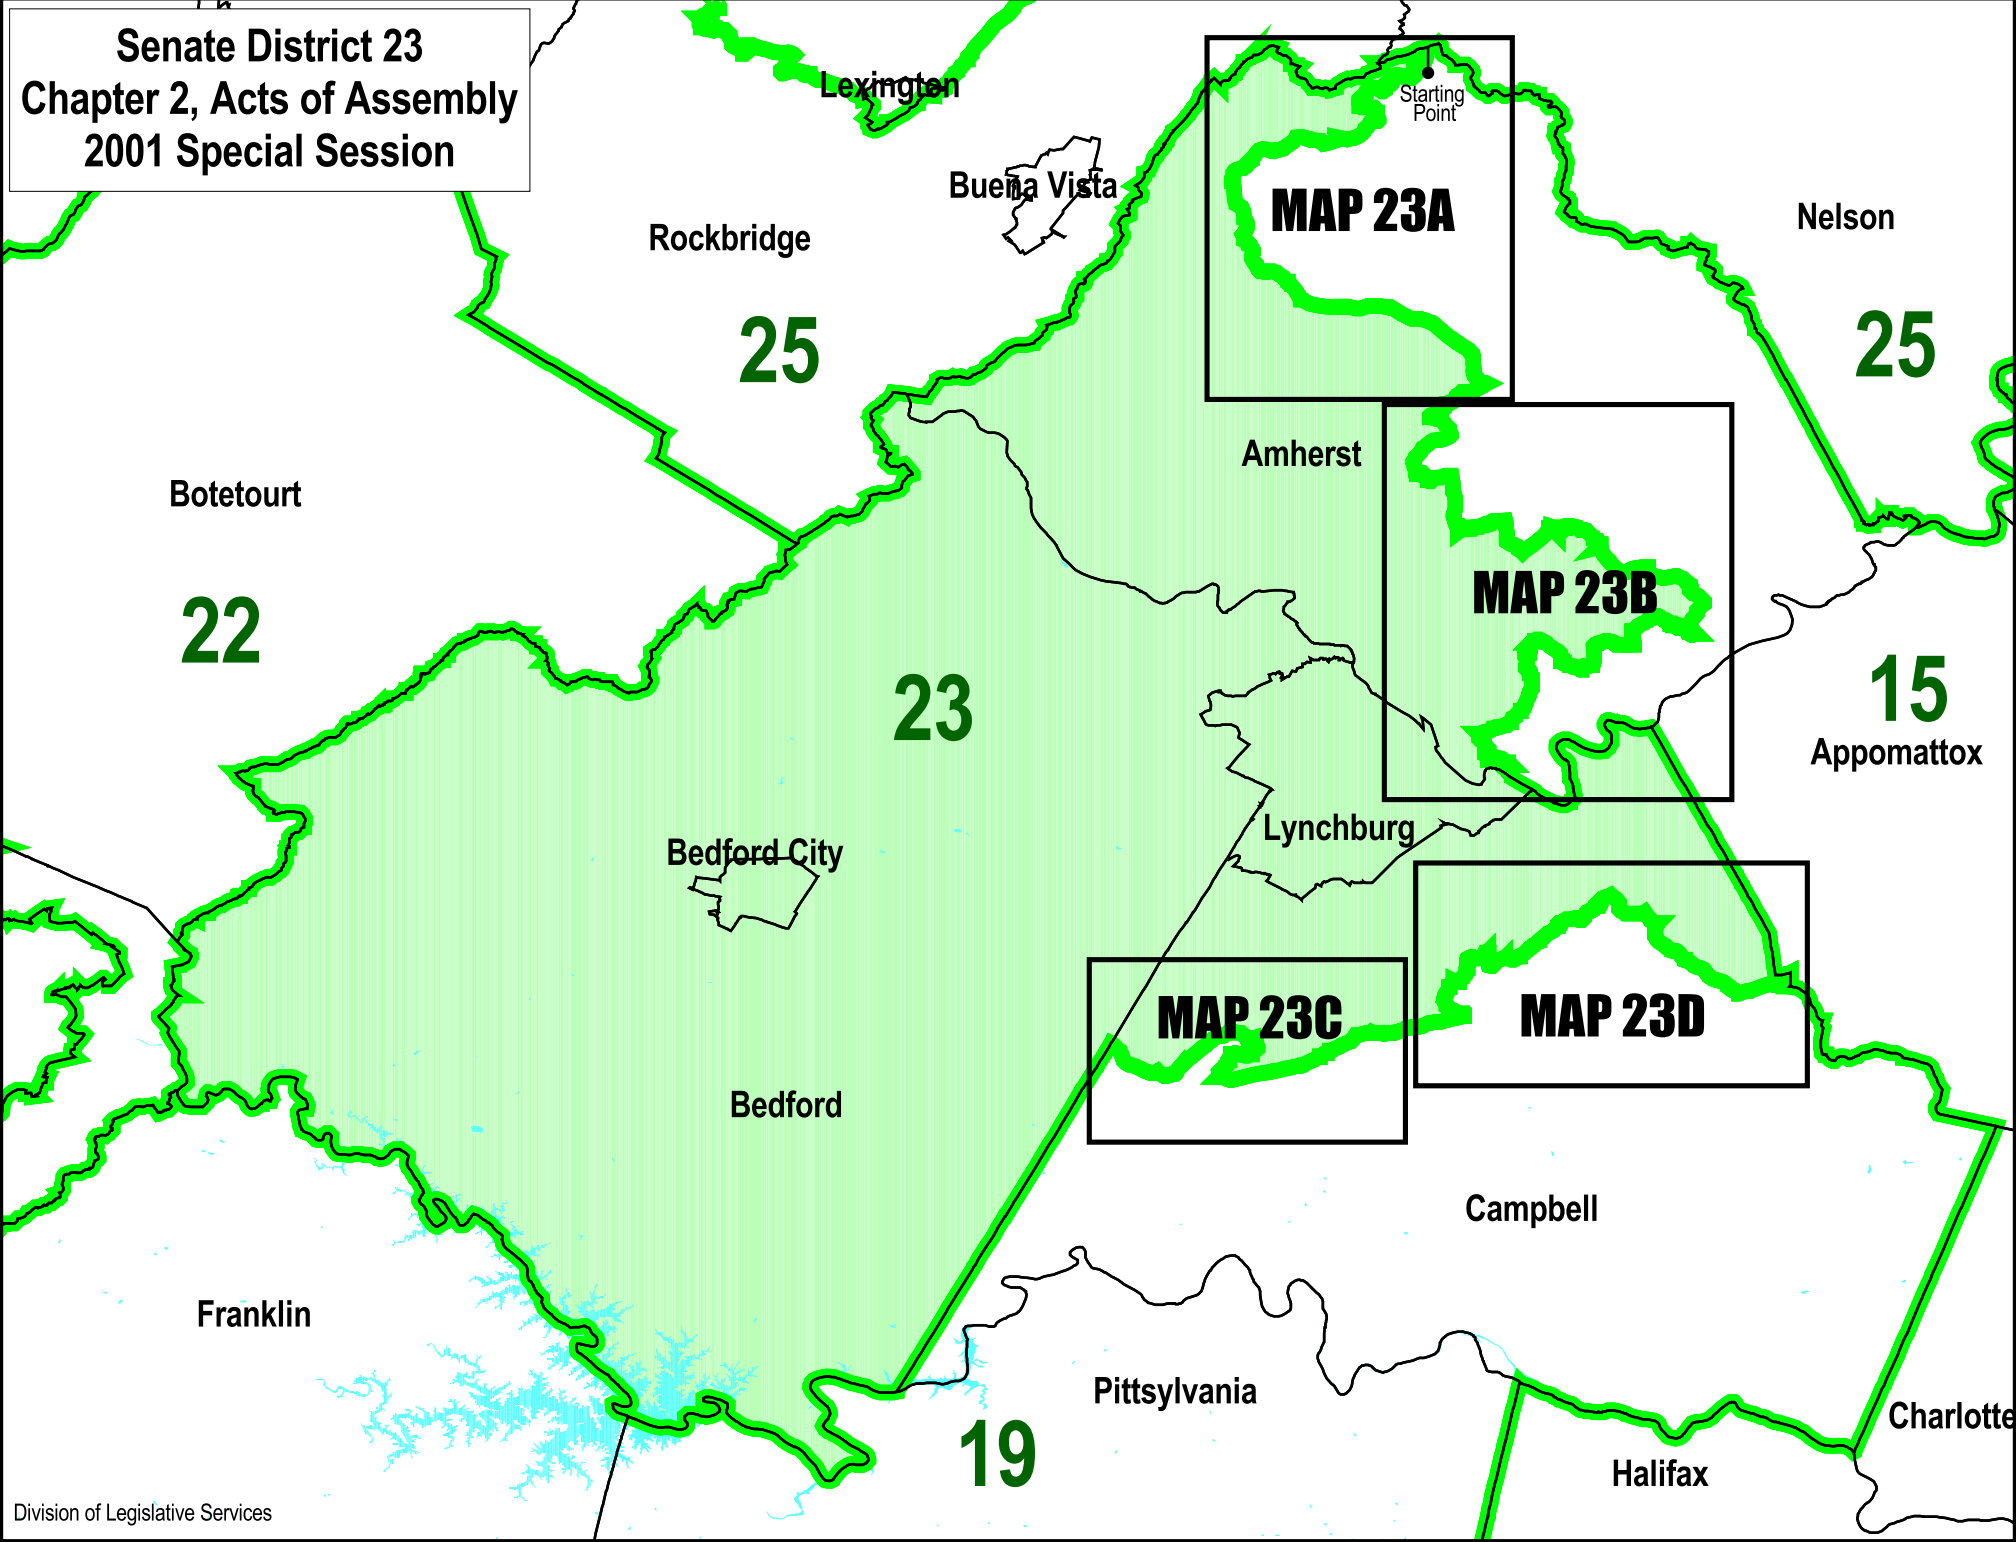 Senate District 23
Chapter 2, Acts of Assembly
2001 Special Session
Lexington
Starting
Point
Buena Vista
MAP 23A
Nelson
Rockbridge
25
25
Amherst
Botetourt
MAP 23B
22
23
15
Appomattox
Lynchburg
Bedford City
MAP 23C
MAP 23D
Bedford
Campbell
Franklin
Pittsylvania
Charlotte
19
Halifax
Division of Legislative Services